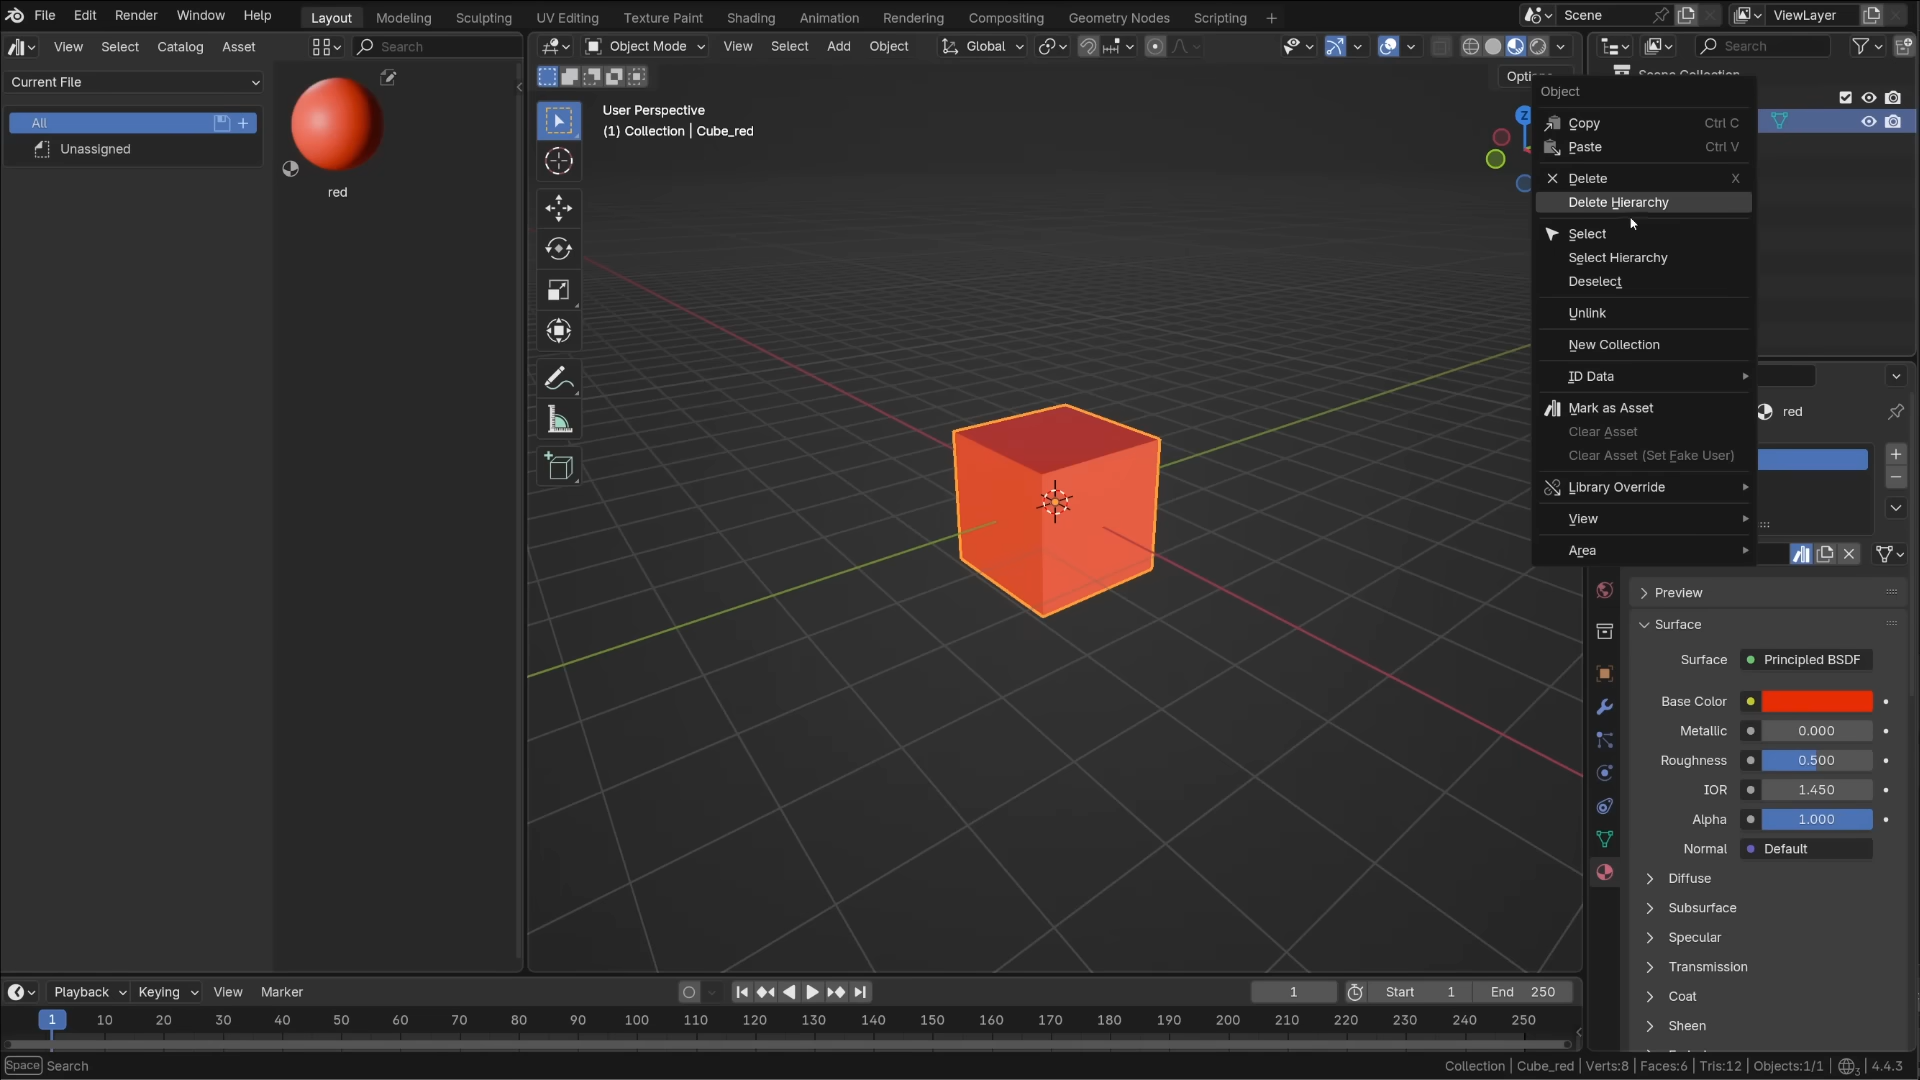 File Edit Render Window Help Layout Modeling Sculpting UV Editing Texture Paint Shading Animation Rendering Compositing Geometry Nodes Scripting + Scene ViewLayer
View Select Catalog Asset Search
Object Mode View Select Add Object Global
Search
Current File
All
Unassigned
red
Options
User Perspective
(1) Collection | Cube_red
Z
Scene Collection
Object
Copy Ctrl C
Paste Ctrl V
Delete X
Delete Hierarchy
Select
Select Hierarchy
Deselect
Unlink
New Collection
ID Data
Mark as Asset
Clear Asset
Clear Asset (Set Fake User)
Library Override
View
Area
red
Preview
Surface
Surface Principled BSDF
Base Color
Metallic 0.000
Roughness 0.500
IOR 1.450
Alpha 1.000
Normal Default
Diffuse
Subsurface
Specular
Transmission
Coat
Sheen
Playback Keying View Marker 1 Start 1 End 250
1 10 20 30 40 50 60 70 80 90 100 110 120 130 140 150 160 170 180 190 200 210 220 230 240 250
Space Search
Collection | Cube_red | Verts:8 | Faces:6 | Tris:12 | Objects:1/1 | 3 | 4.4.3